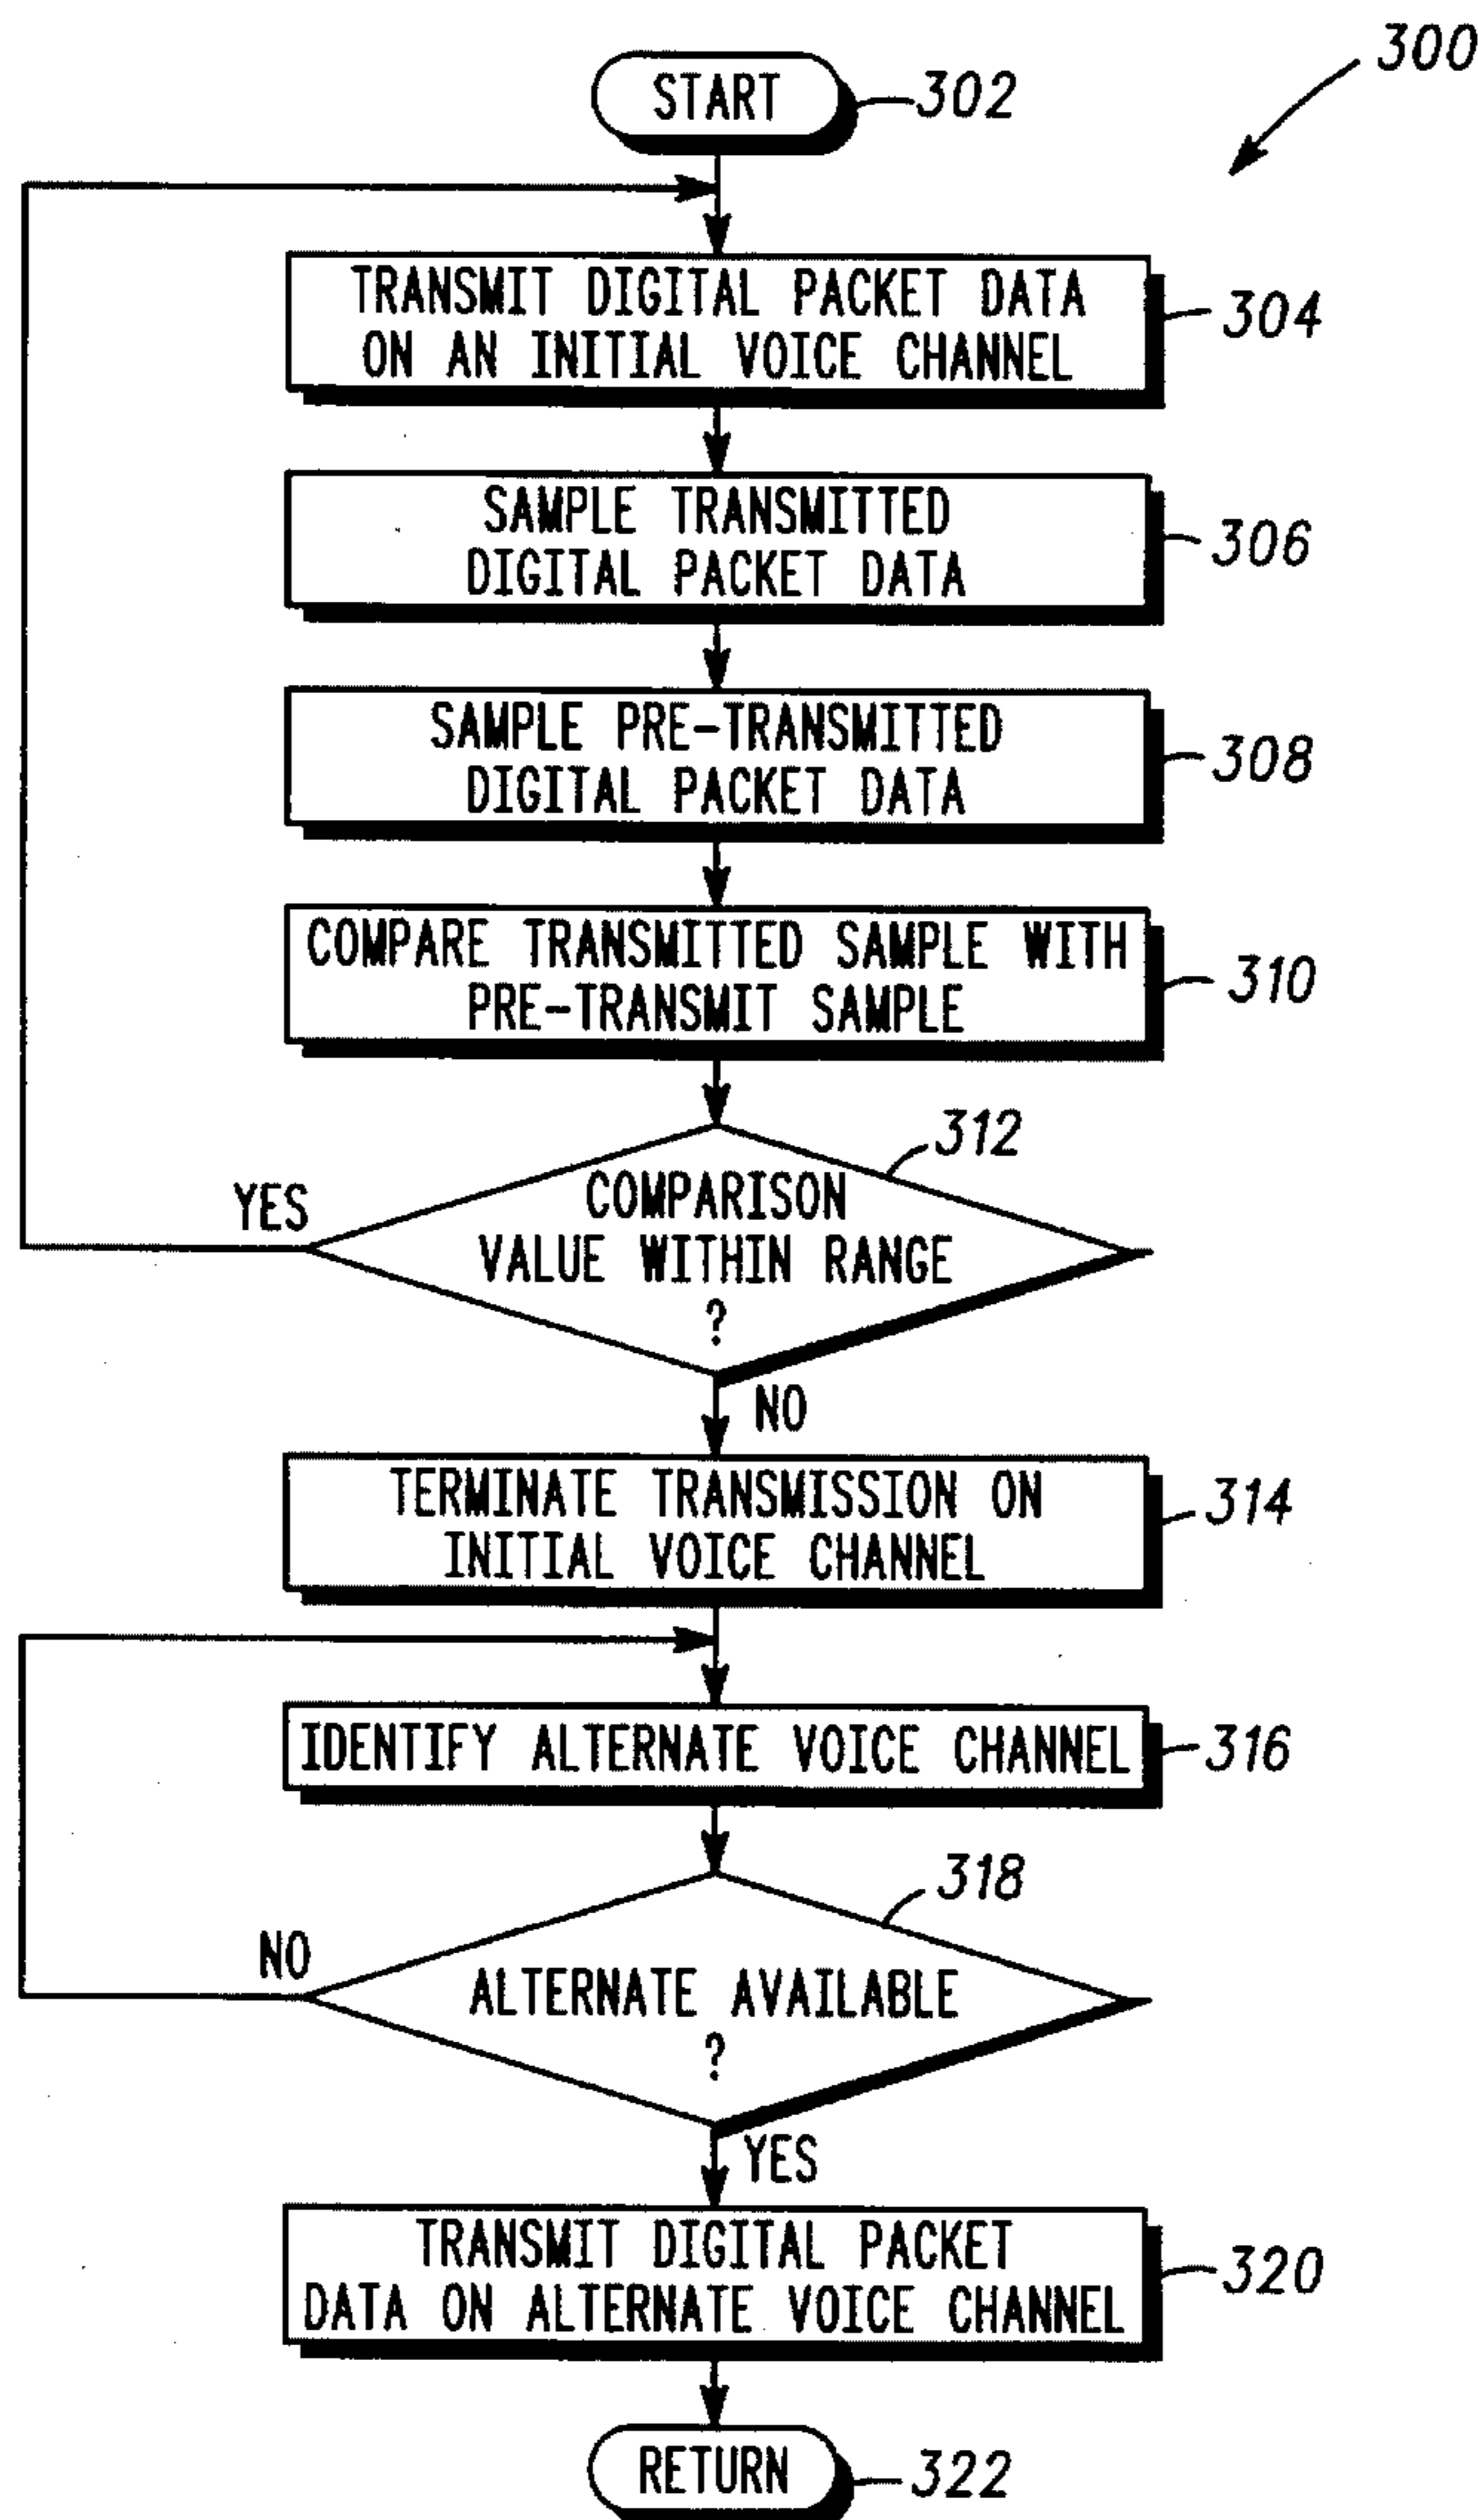 300
START
302
TRANSMIT DIGITAL PACKET DATA
ON AN INITIAL VOICE CHANNEL
304
SAMPLE TRANSMITTED
DIGITAL PACKET DATA
306
SAMPLE PRE-TRANSMITTED
DIGITAL PACKET DATA
308
COMPARE TRANSMITTED SAMPLE WITH
PRE-TRANSMIT SAMPLE
310
312
COMPARISON
VALUE WITHIN RANGE
?
YES
NO
TERMINATE TRANSMISSION ON
INITIAL VOICE CHANNEL
314
IDENTIFY ALTERNATE VOICE CHANNEL
316
318
ALTERNATE AVAILABLE
?
NO
YES
TRANSMIT DIGITAL PACKET
DATA ON ALTERNATE VOICE CHANNEL
320
RETURN
322